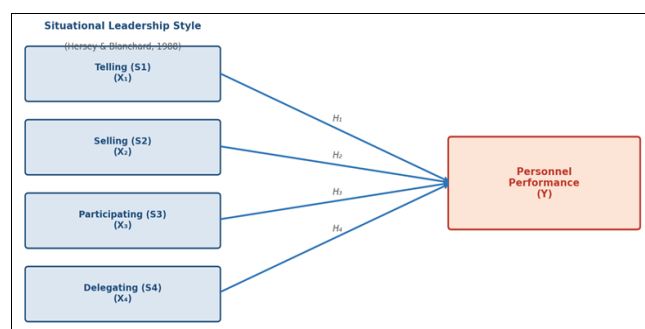 Situational Leadership Style
(Hersey & Blanchard, 1988)
Telling (S1)
(X₁)
Selling (S2)
(X₂)
Participating (S3)
(X₃)
Delegating (S4)
(X₄)
H₁
H₂
H₃
H₄
Personnel
Performance
(Y)